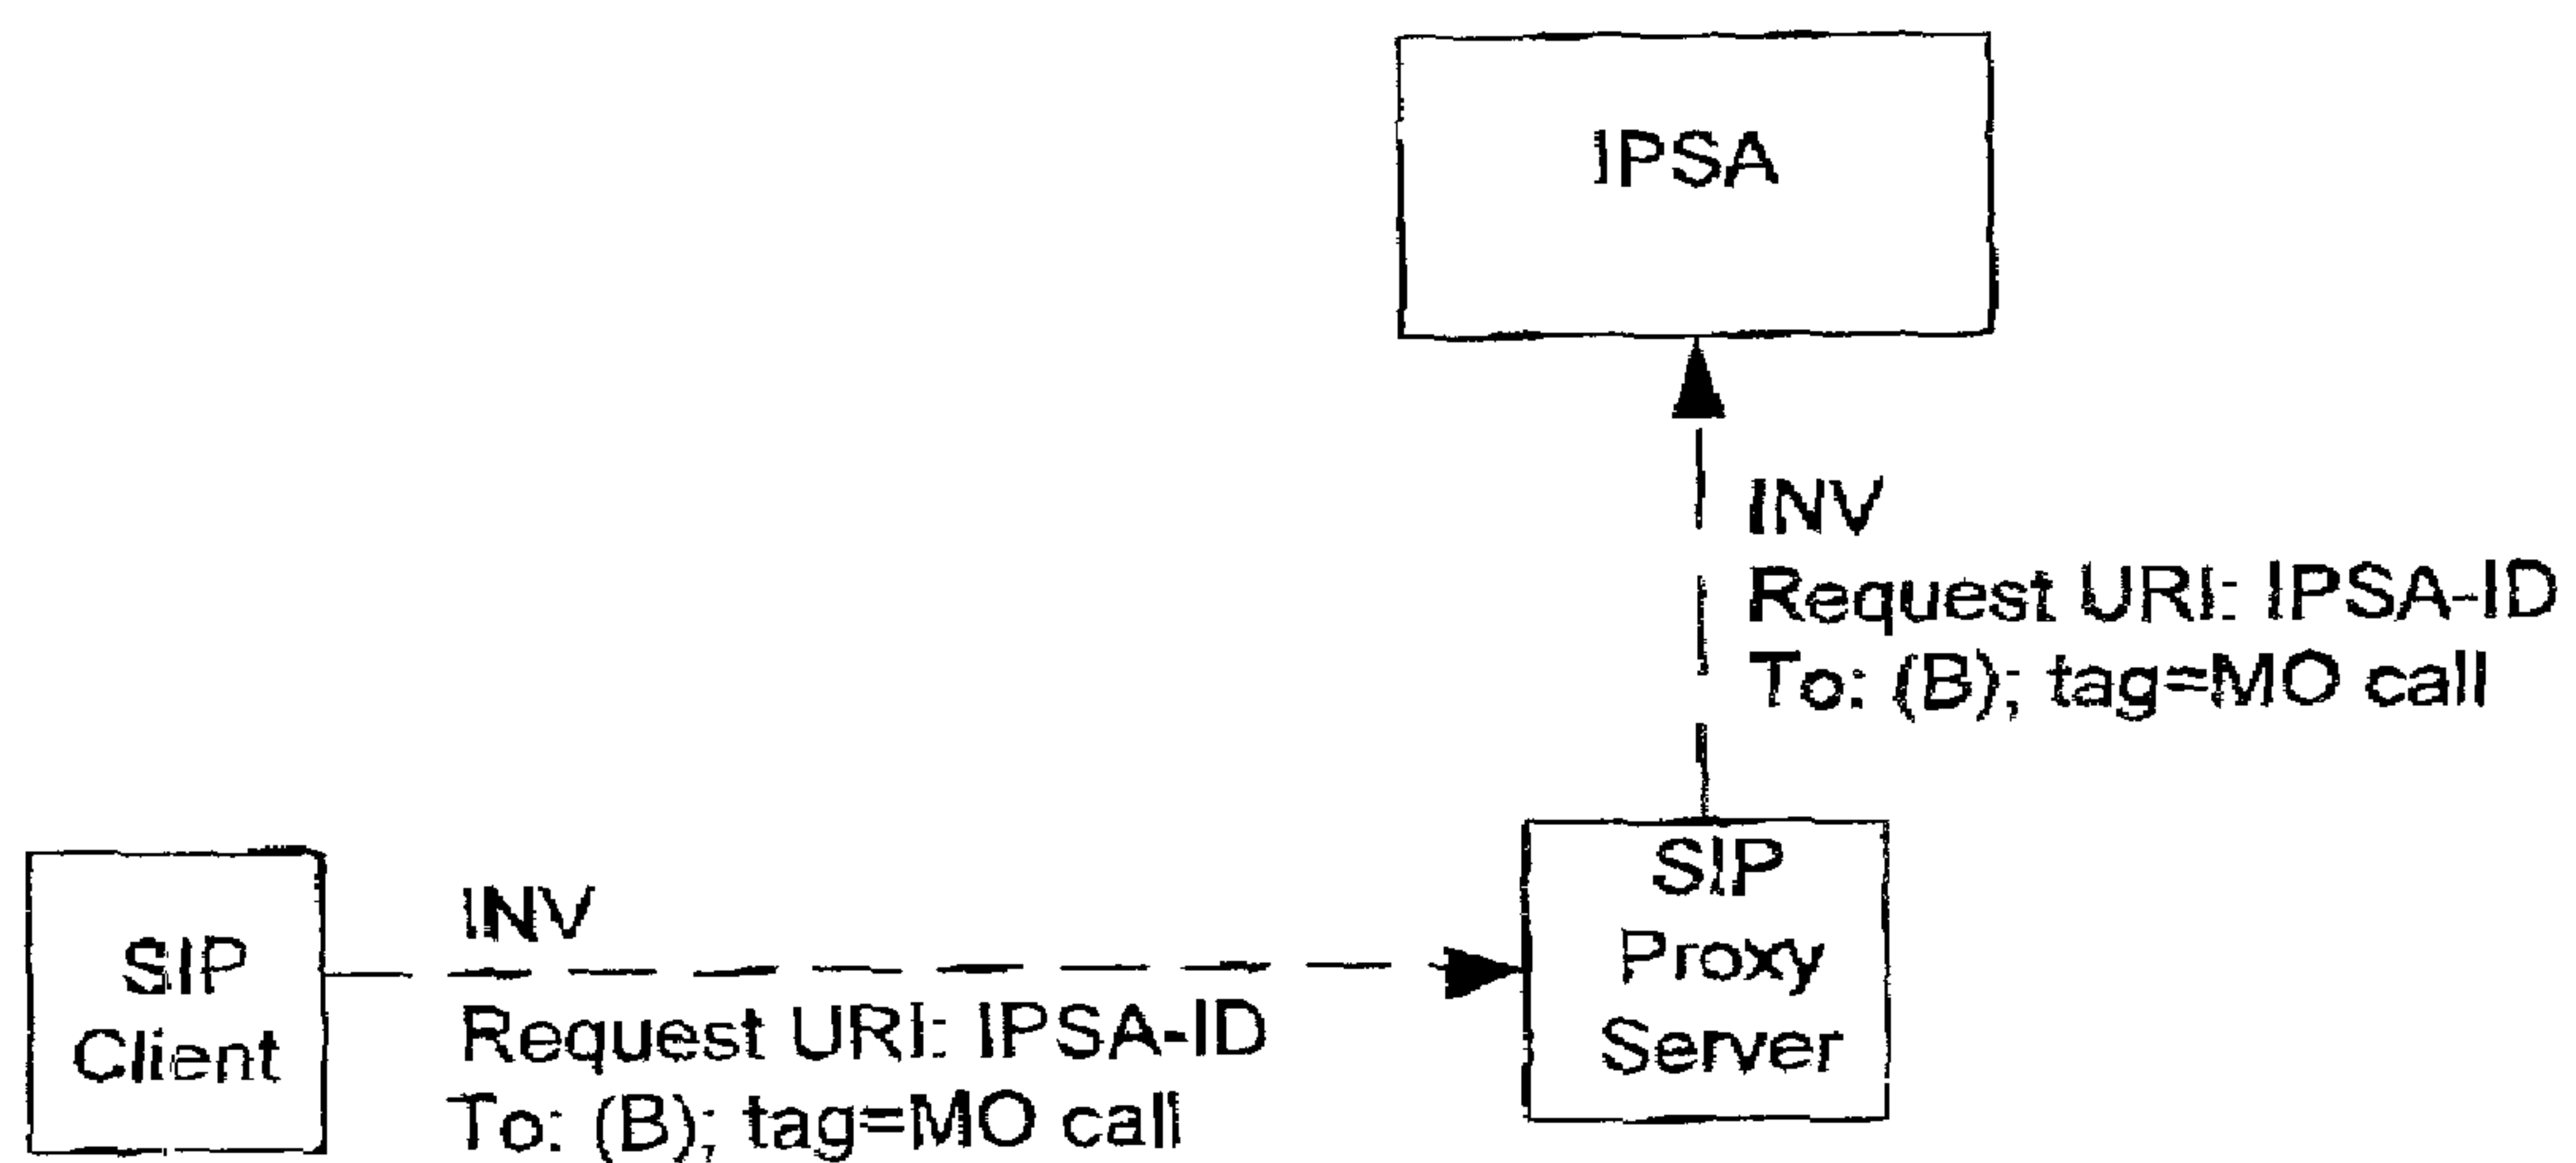 IPSA
INV
Request URI: IPSA-ID
To: (B); tag=MO call
SIP
Proxy
Server
SIP
Client
INV
Request URI: IPSA-ID
To: (B); tag=MO call